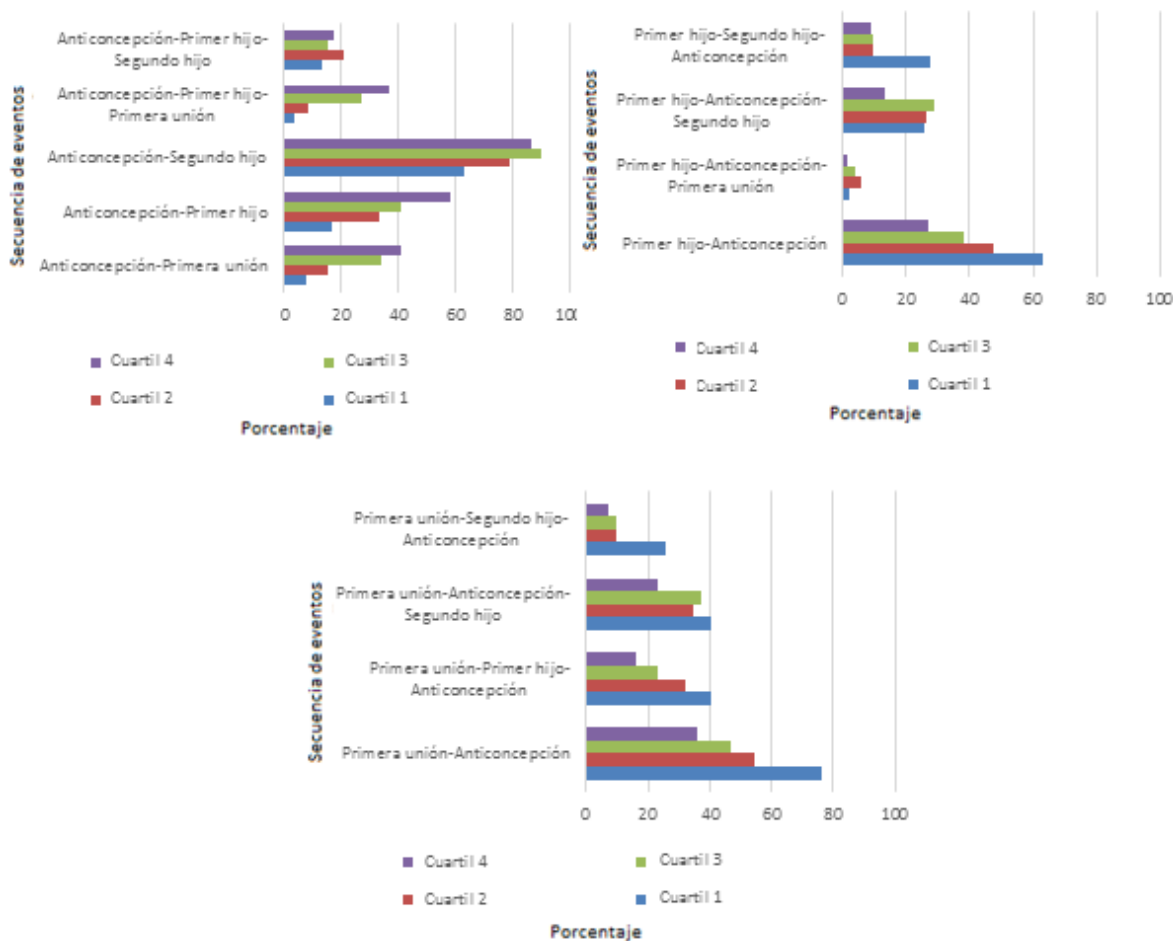 Secuencia de eventos
Anticoncepción-Primer hijo-
Segundo hijo
Anticoncepción-Primer hijo-
Primera unión
Anticoncepción-Segundo hijo
Anticoncepción-Primer hijo
Anticoncepción-Primera unión
0 20 40 60 80 10
Cuartil 4 Cuartil 3
Cuartil 2 Cuartil 1
Porcentaje
Secuencia de eventos
Primer hijo-Segundo hijo-
Anticoncepción
Primer hijo-Anticoncepción-
Segundo hijo
Primer hijo-Anticoncepción-
Primera unión
Primer hijo-Anticoncepción
0 20 40 60 80 100
Cuartil 4 Cuartil 3
Cuartil 2 Cuartil 1
Porcentaje
Secuencia de eventos
Primera unión-Segundo hijo-
Anticoncepción
Primera unión-Anticoncepción-
Segundo hijo
Primera unión-Primer hijo-
Anticoncepción
Primera unión-Anticoncepción
0 20 40 60 80 100
Cuartil 4 Cuartil 3
Cuartil 2 Cuartil 1
Porcentaje